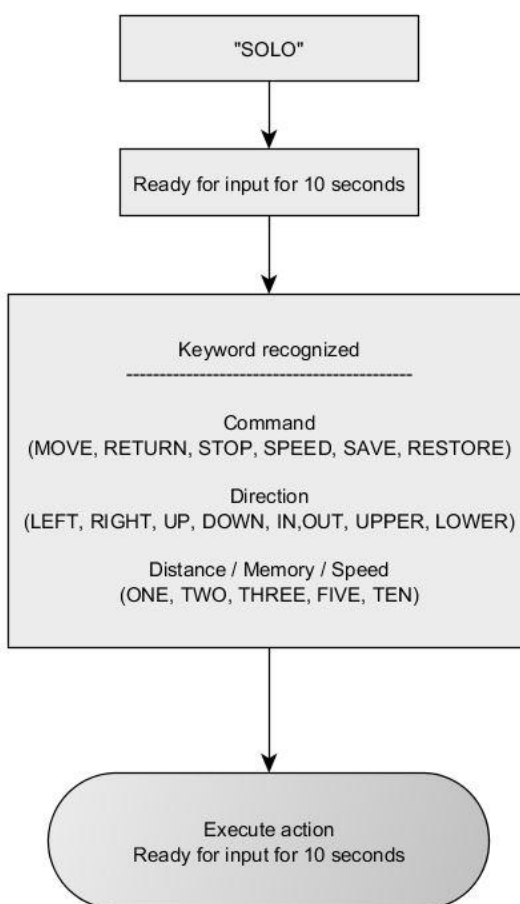 "SOLO"
Ready for input for 10 seconds
Keyword recognized
-------------------------------------------
Command
(MOVE, RETURN, STOP, SPEED, SAVE, RESTORE)
Direction
(LEFT, RIGHT, UP, DOWN, IN,OUT, UPPER, LOWER)
Distance / Memory / Speed
(ONE, TWO, THREE, FIVE, TEN)
Execute action
Ready for input for 10 seconds